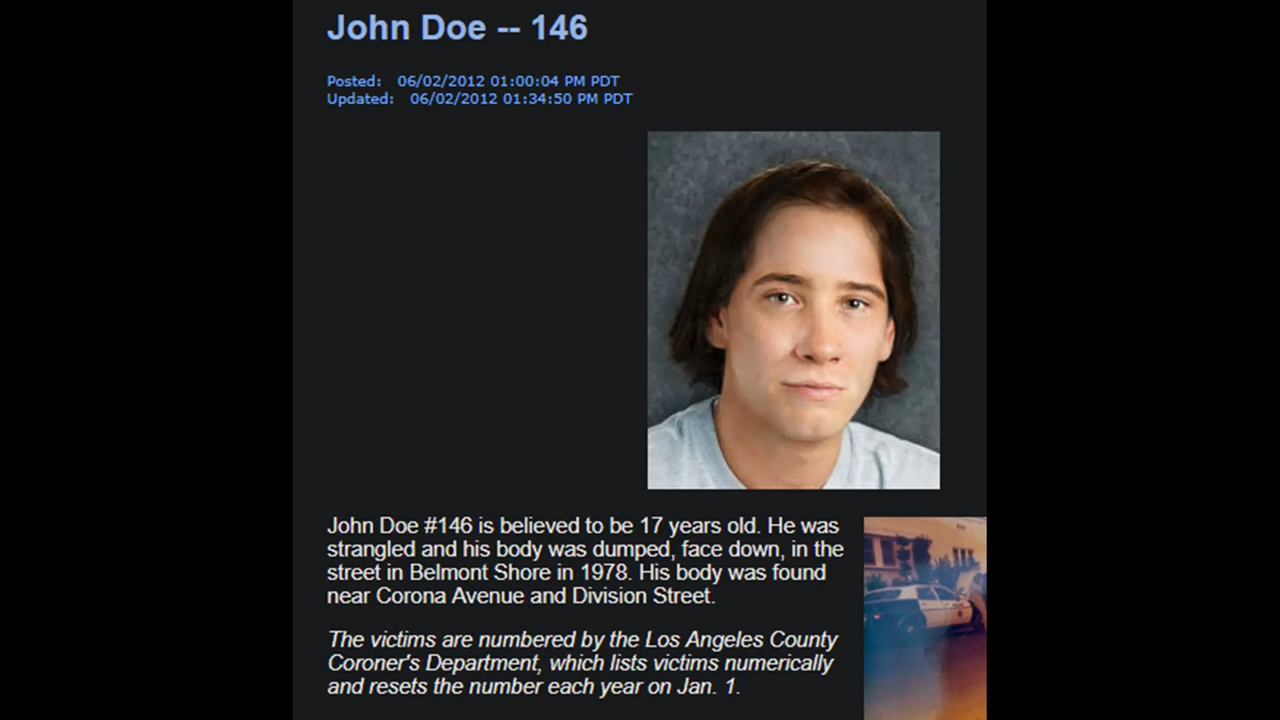 John Doe -- 146
Posted: 06/02/2012 01:00:04 PM PDT
Updated: 06/02/2012 01:34:50 PM PDT
John Doe #146 is believed to be 17 years old. He was
strangled and his body was dumped, face down, in the
street in Belmont Shore in 1978. His body was found
near Corona Avenue and Division Street.
The victims are numbered by the Los Angeles County
Coroner's Department, which lists victims numerically
and resets the number each year on Jan. 1.